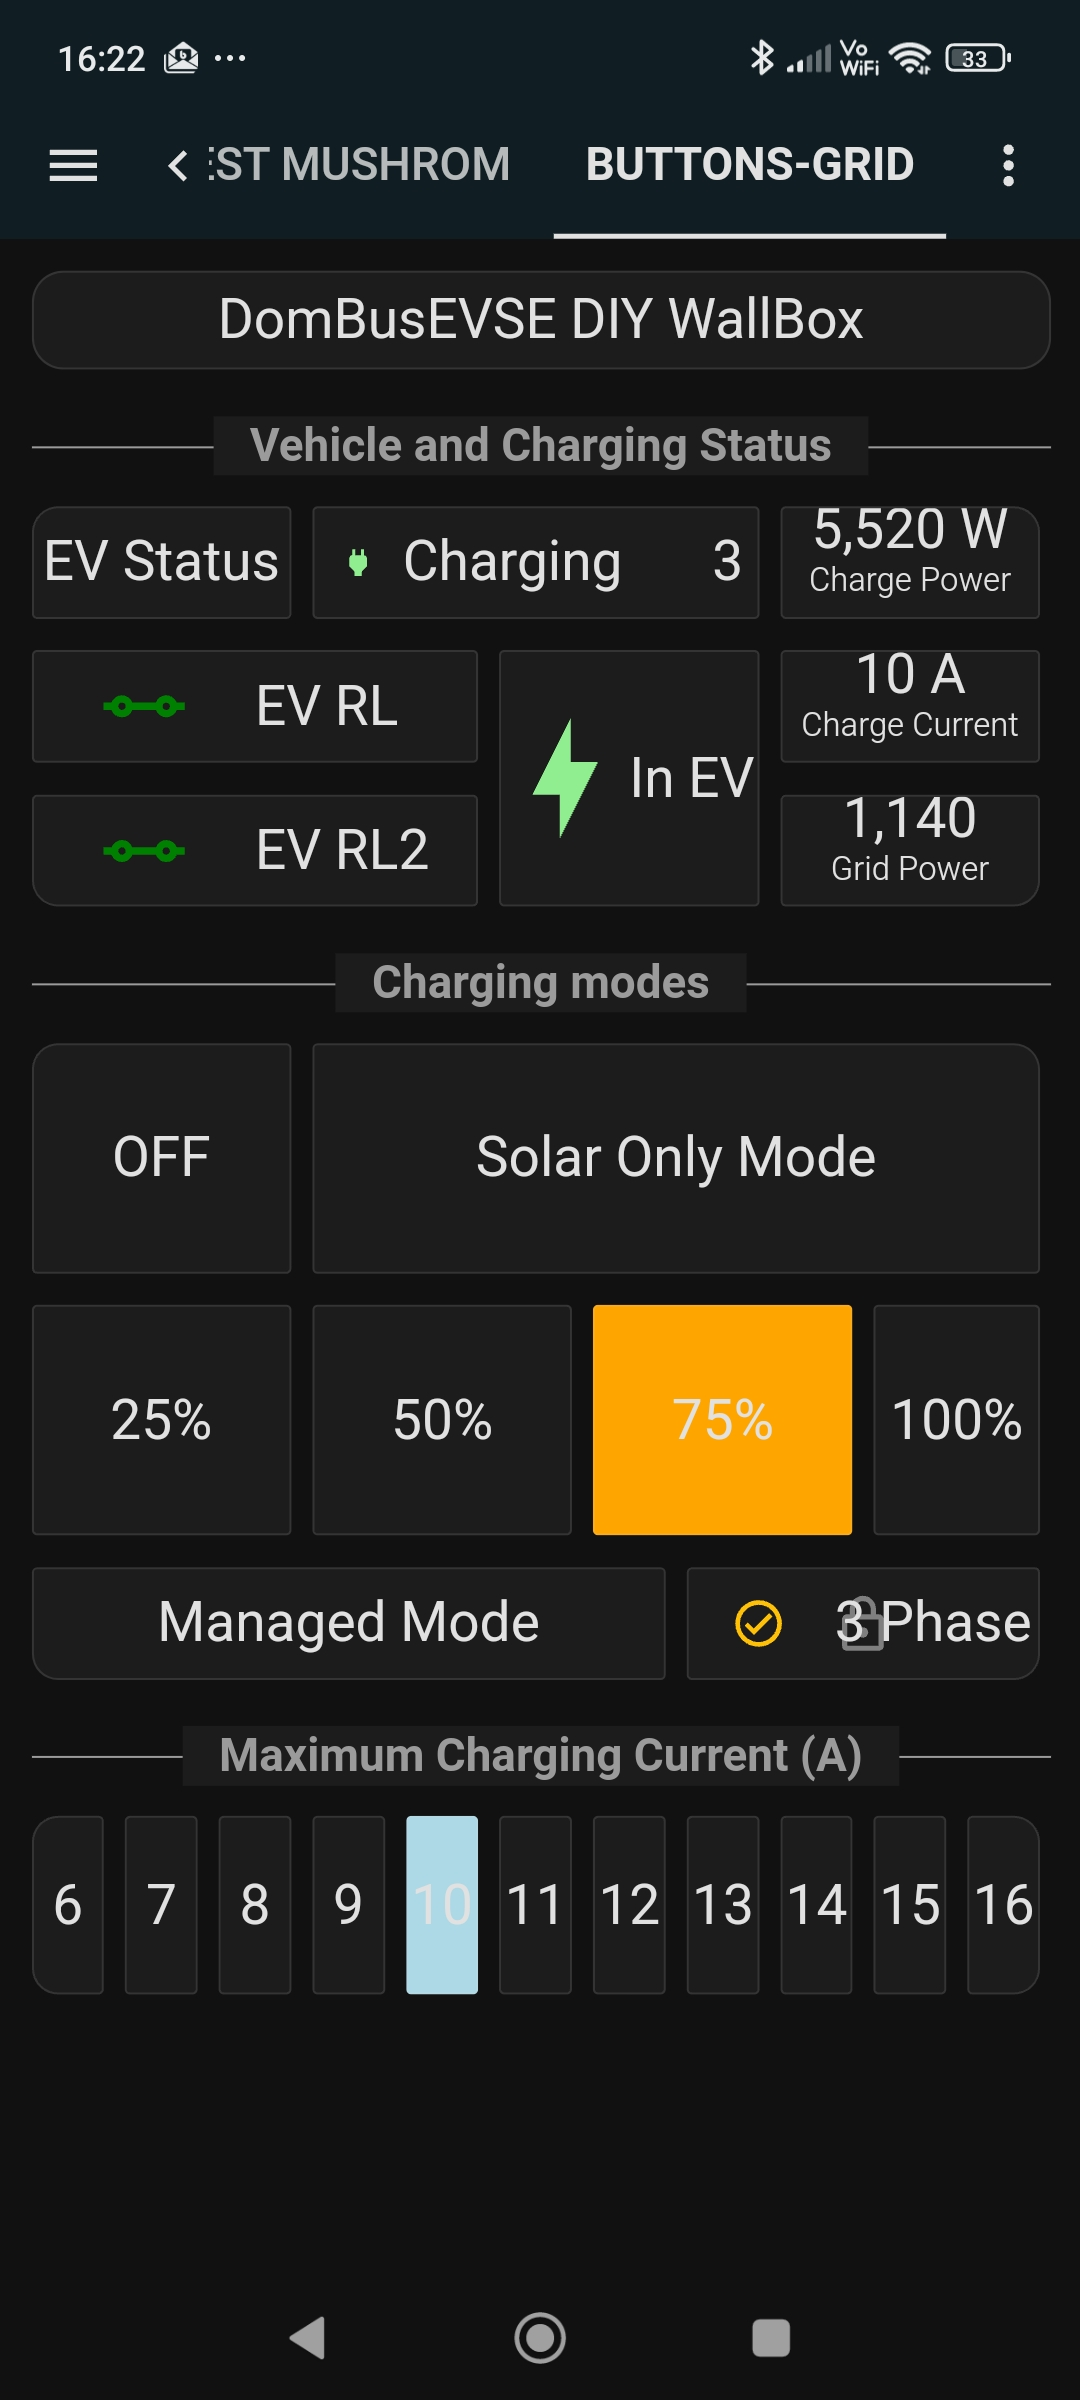 16:22
Vo
WiFi
33
ST MUSHROM
BUTTONS-GRID
DomBusEVSE DIY WallBox
Vehicle and Charging Status
EV Status
Charging 3
5,520 W
Charge Power
EV RL
In EV
10 A
Charge Current
EV RL2
1,140
Grid Power
Charging modes
OFF
Solar Only Mode
25%
50%
75%
100%
Managed Mode
3 Phase
Maximum Charging Current (A)
6 7 8 9 10 11 12 13 14 15 16